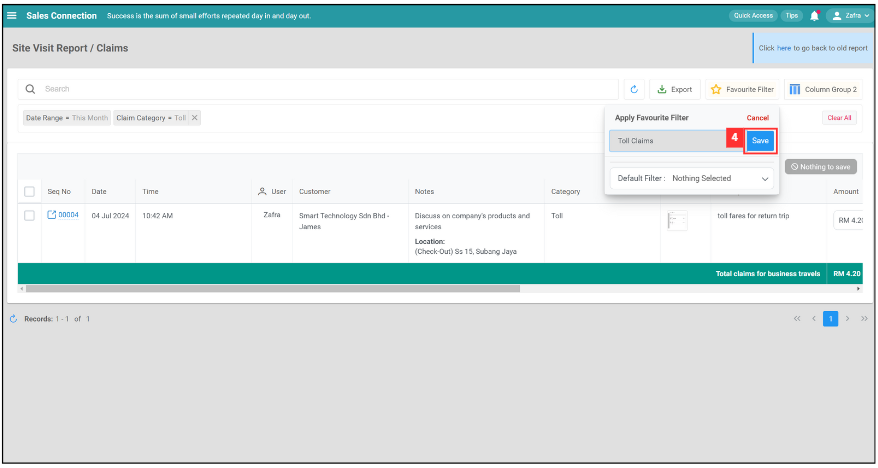 Sales Connection Success is the sum of small efforts repeated day in and day out. Quick Access Tips Zafra
Site Visit Report / Claims
Click here to go back to old report
Search Export Favourite Filter Column Group 2
Date Range = This Month Claim Category = Toll Clear All
Apply Favourite Filter Cancel
Toll Claims 4 Save
Nothing to save
Default Filter : Nothing Selected
Seq No Date Time User Customer Notes Category Amount
00004 04 Jul 2024 10:42 AM Zafra Smart Technology Sdn Bhd - Discuss on company's products and Toll toll fares for return trip RM 4.20
James services
Location:
(Check-Out) Ss 15, Subang Jaya
Total claims for business travels RM 4.20
Records: 1 - 1 of 1 1